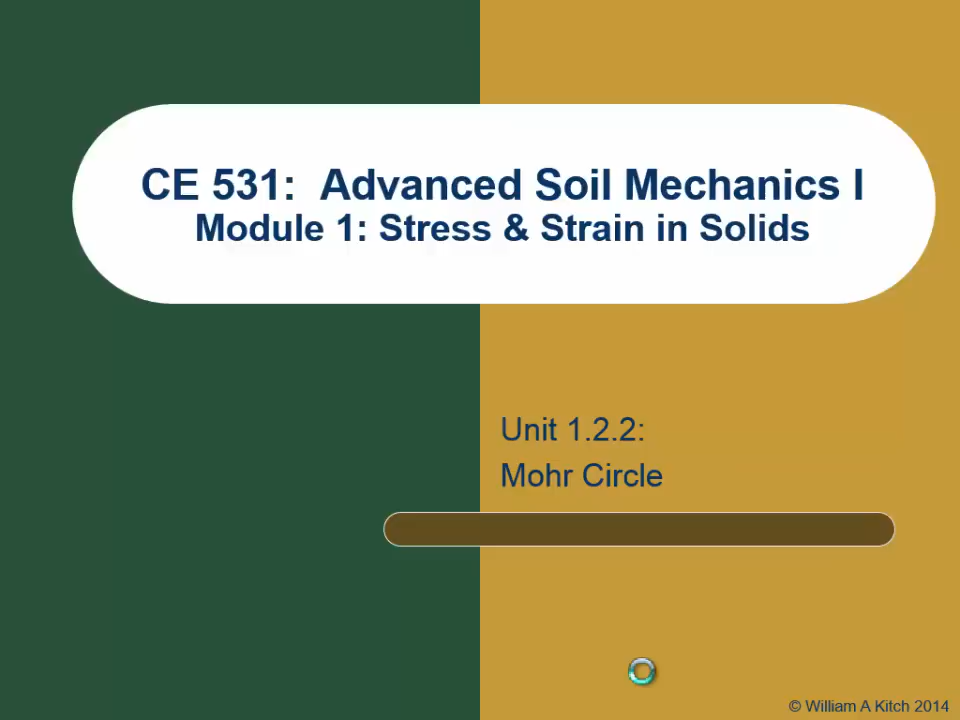 CE 531:  Advanced Soil Mechanics I
Module 1: Stress & Strain in Solids
Unit 1.2.2:
Mohr Circle
© William A Kitch 2014